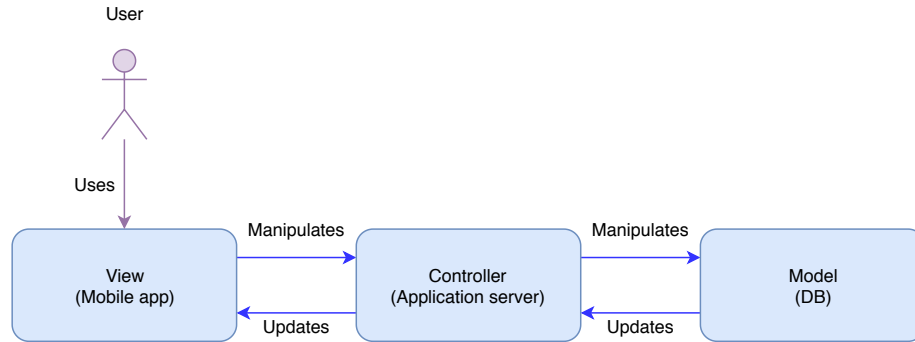 User
Uses
Manipulates
Manipulates
View
(Mobile app)
Controller
(Application server)
Model
(DB)
Updates
Updates